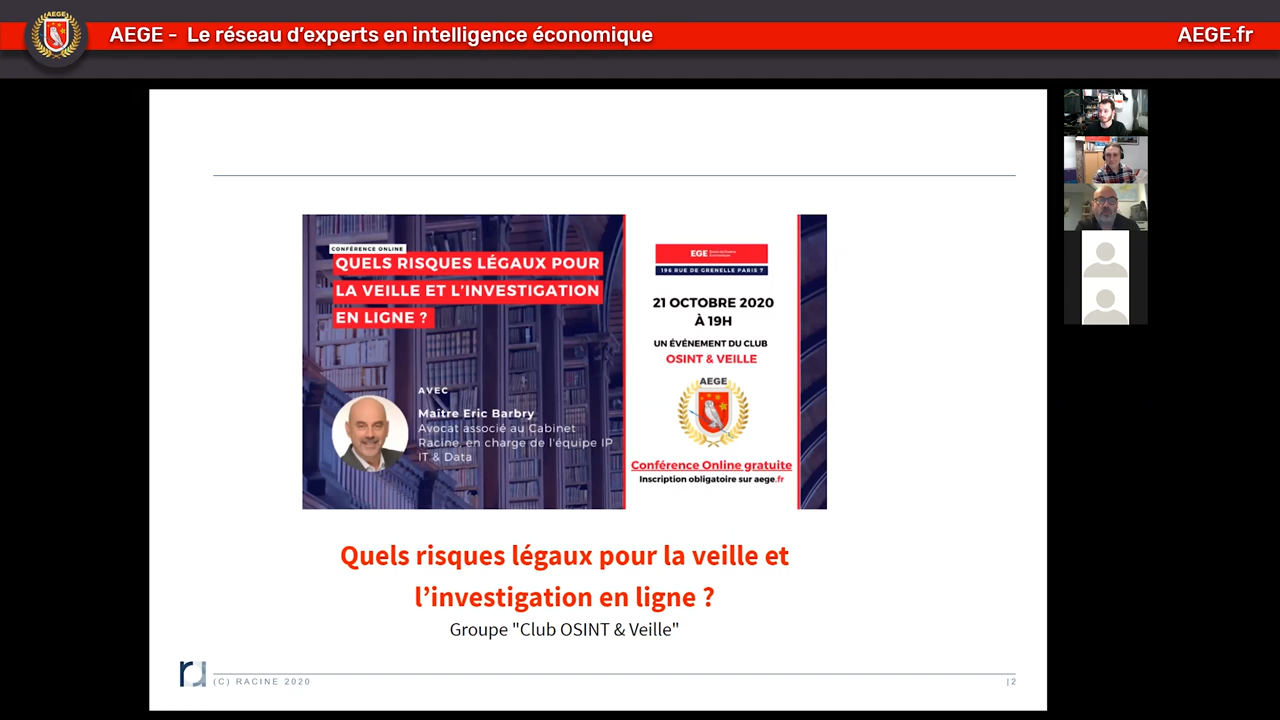 AEGE
AEGE - Le réseau d'experts en intelligence économique
AEGE.fr
CONFÉRENCE ONLINE
QUELS RISQUES LÉGAUX POUR
LA VEILLE ET L'INVESTIGATION
EN LIGNE ?
AVEC
Maître Eric Barbry
Avocat associé au Cabinet
Racine, en charge de l'équipe IP
IT & Data
EGE
196 RUE DE GRENELLE PARIS 7
21 OCTOBRE 2020
À 19H
UN ÉVÉNEMENT DU CLUB
OSINT & VEILLE
AEGE
Conférence Online gratuite
Inscription obligatoire sur aege.fr
Quels risques légaux pour la veille et
l'investigation en ligne ?
Groupe "Club OSINT & Veille"
(C) RACINE 2020
|2